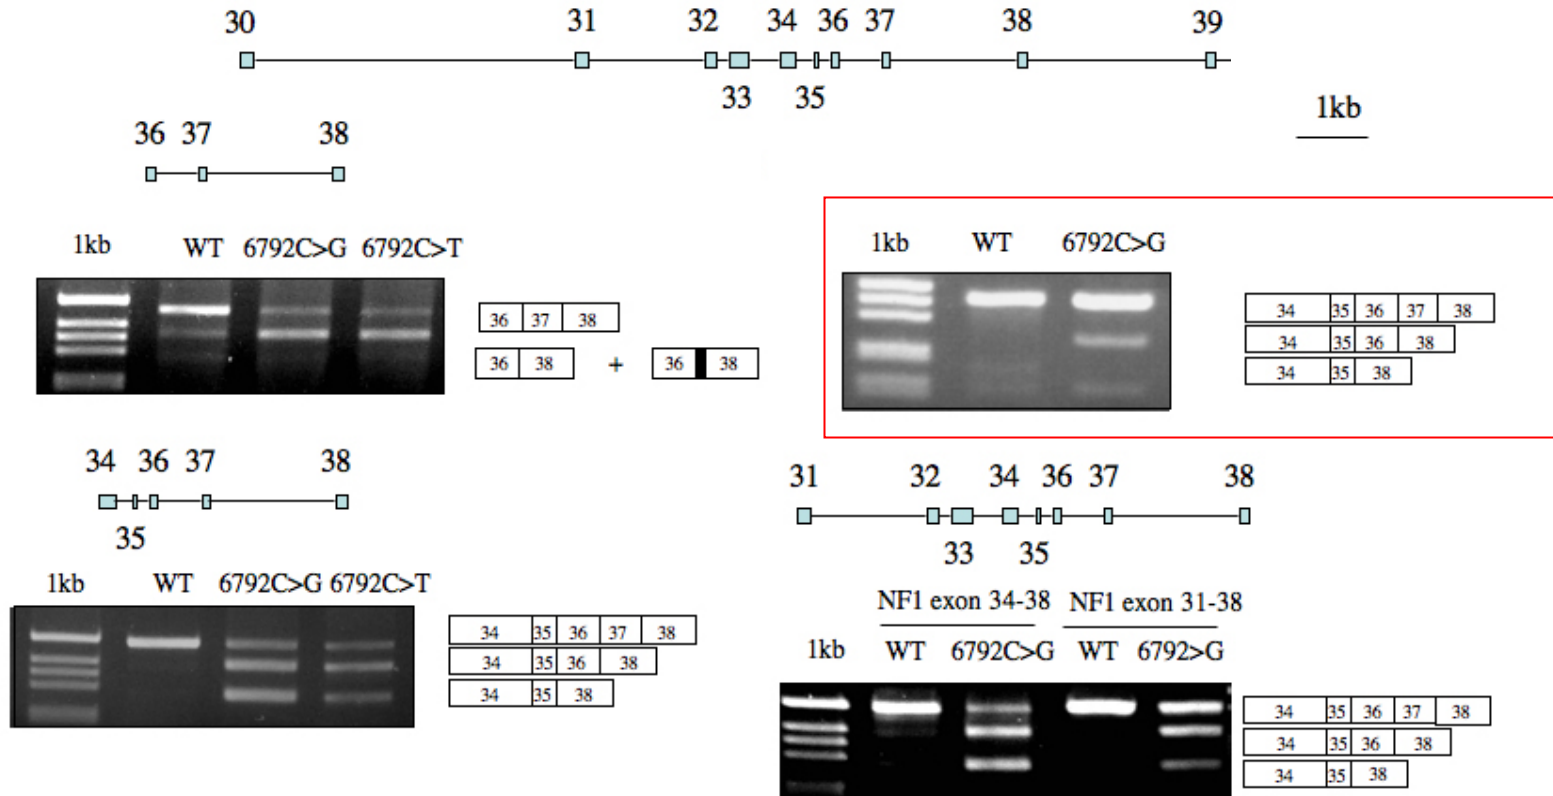 30 31 32 34 36 37 38 39
33 35
1kb
36 37 38
1kb WT 6792C>G 6792C>T
36 37 38
36 38 + 36 38
1kb WT 6792C>G
34 35 36 37 38
34 35 36 38
34 35 38
34 36 37 38
35
1kb WT 6792C>G 6792C>T
34 35 36 37 38
34 35 36 38
34 35 38
31 32 34 36 37 38
33 35
NF1 exon 34-38 NF1 exon 31-38
1kb WT 6792C>G WT 6792>G
34 35 36 37 38
34 35 36 38
34 35 38